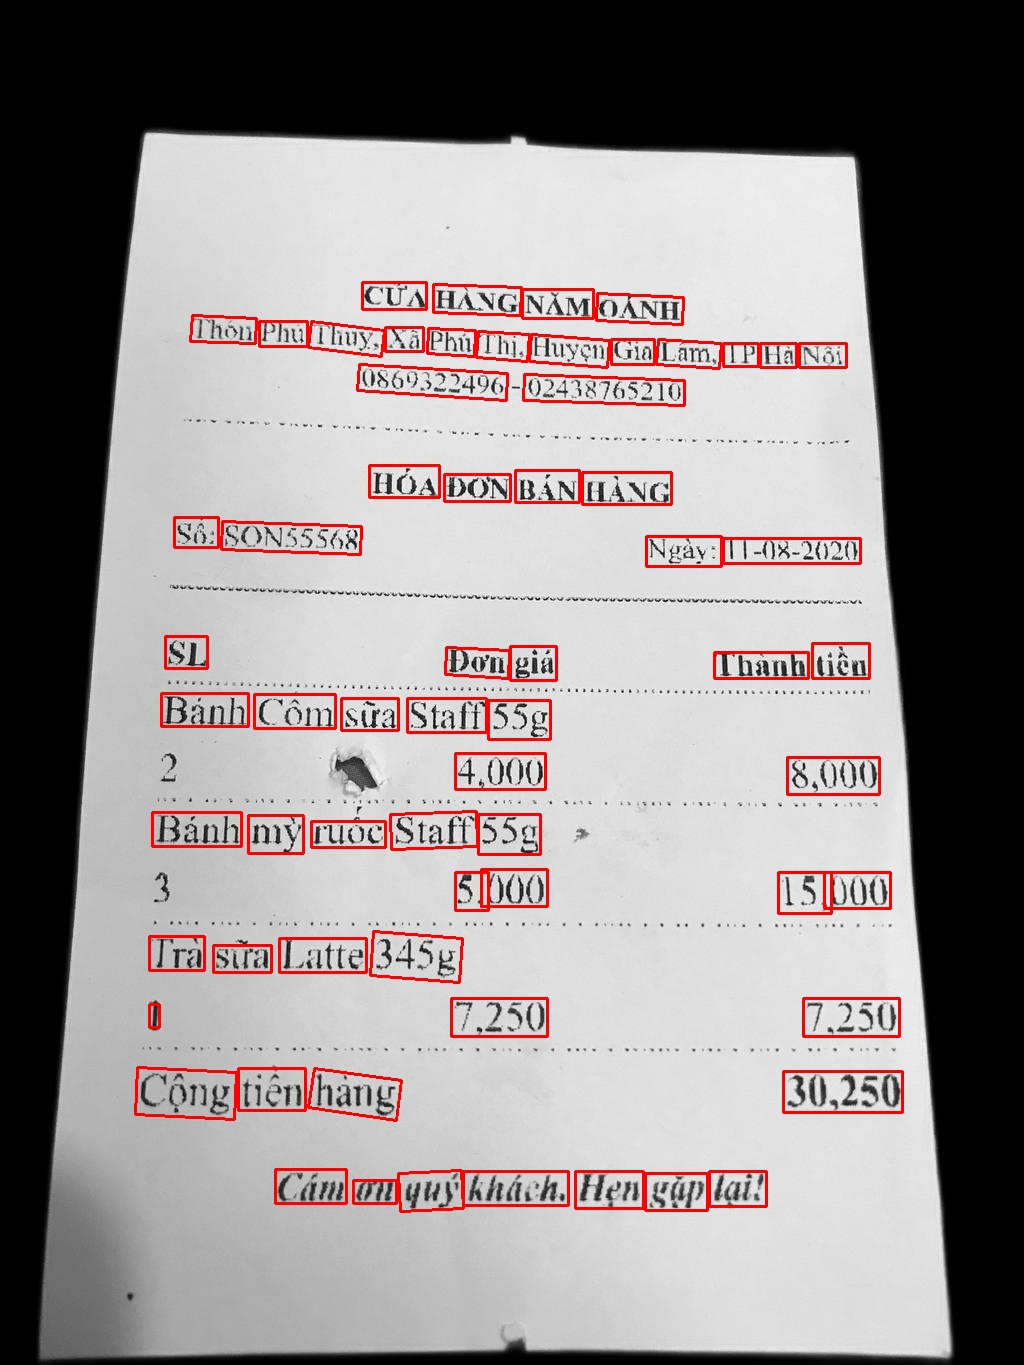 CỬA HÀNG NĂM OÁNH
Thôn Phú Thuỵ, Xã Phú Thị, Huyện Gia Lâm, TP Hà Nội
0869322496 - 02438765210
HÓA ĐƠN BÁN HÀNG
Số: SON55568 Ngày: 11-08-2020
SL Đơn giá Thành tiền
Bánh Cốm sữa Staff 55g
2 4,000 8,000
Bánh mỳ ruốc Staff 55g
3 5,000 15,000
Trà sữa Latte 345g
1 7,250 7,250
Cộng tiền hàng 30,250
Cám ơn quý khách. Hẹn gặp lại!